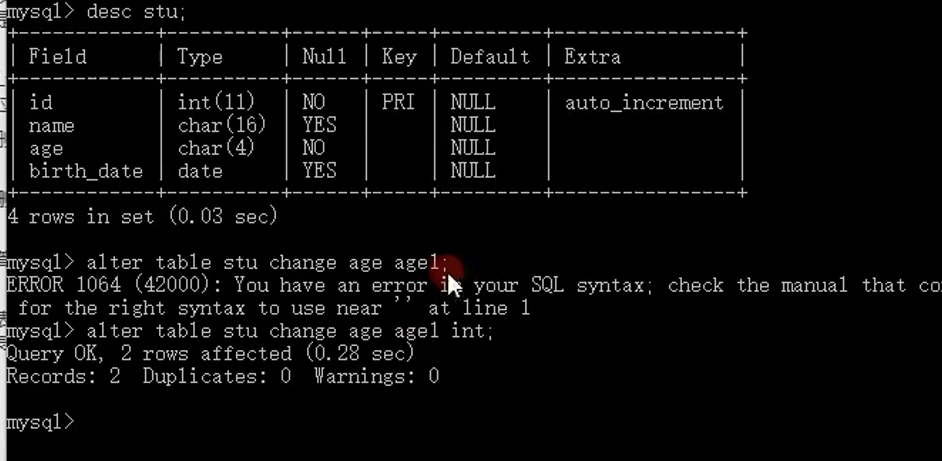 mysql> desc stu;
| Field | Type | Null | Key | Default | Extra |
| id | int(11) | NO | PRI | NULL | auto_increment |
| name | char(16) | YES | | NULL | |
| age | char(4) | NO | | NULL | |
| birth_date | date | YES | | NULL | |
4 rows in set (0.03 sec)
mysql> alter table stu change age age1;
ERROR 1064 (42000): You have an error in your SQL syntax; check the manual that
for the right syntax to use near '' at line 1
mysql> alter table stu change age age1 int;
Query OK, 2 rows affected (0.28 sec)
Records: 2 Duplicates: 0 Warnings: 0
mysql>